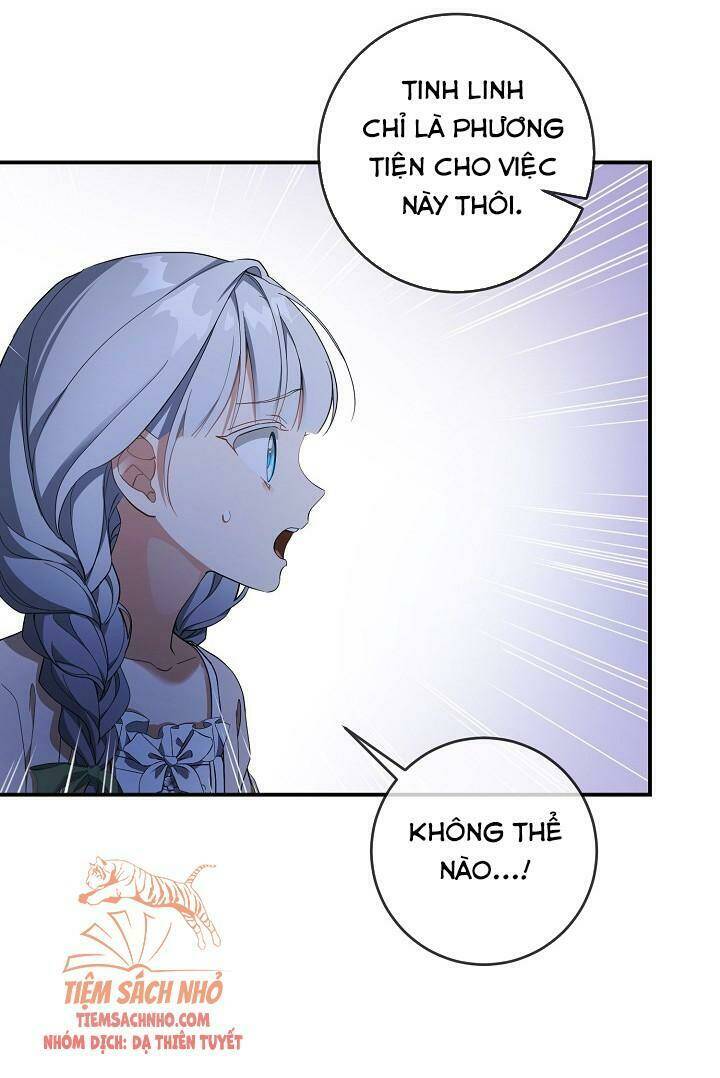 TINH LINH
CHỈ LÀ PHƯƠNG
TIỆN CHO VIỆC
NÀY THÔI.
KHÔNG THỂ
NÀO...!
TIỆM SÁCH NHỎ
TIEMSACHNHO.COM
NHÓM DỊCH: DẠ THIÊN TUYẾT